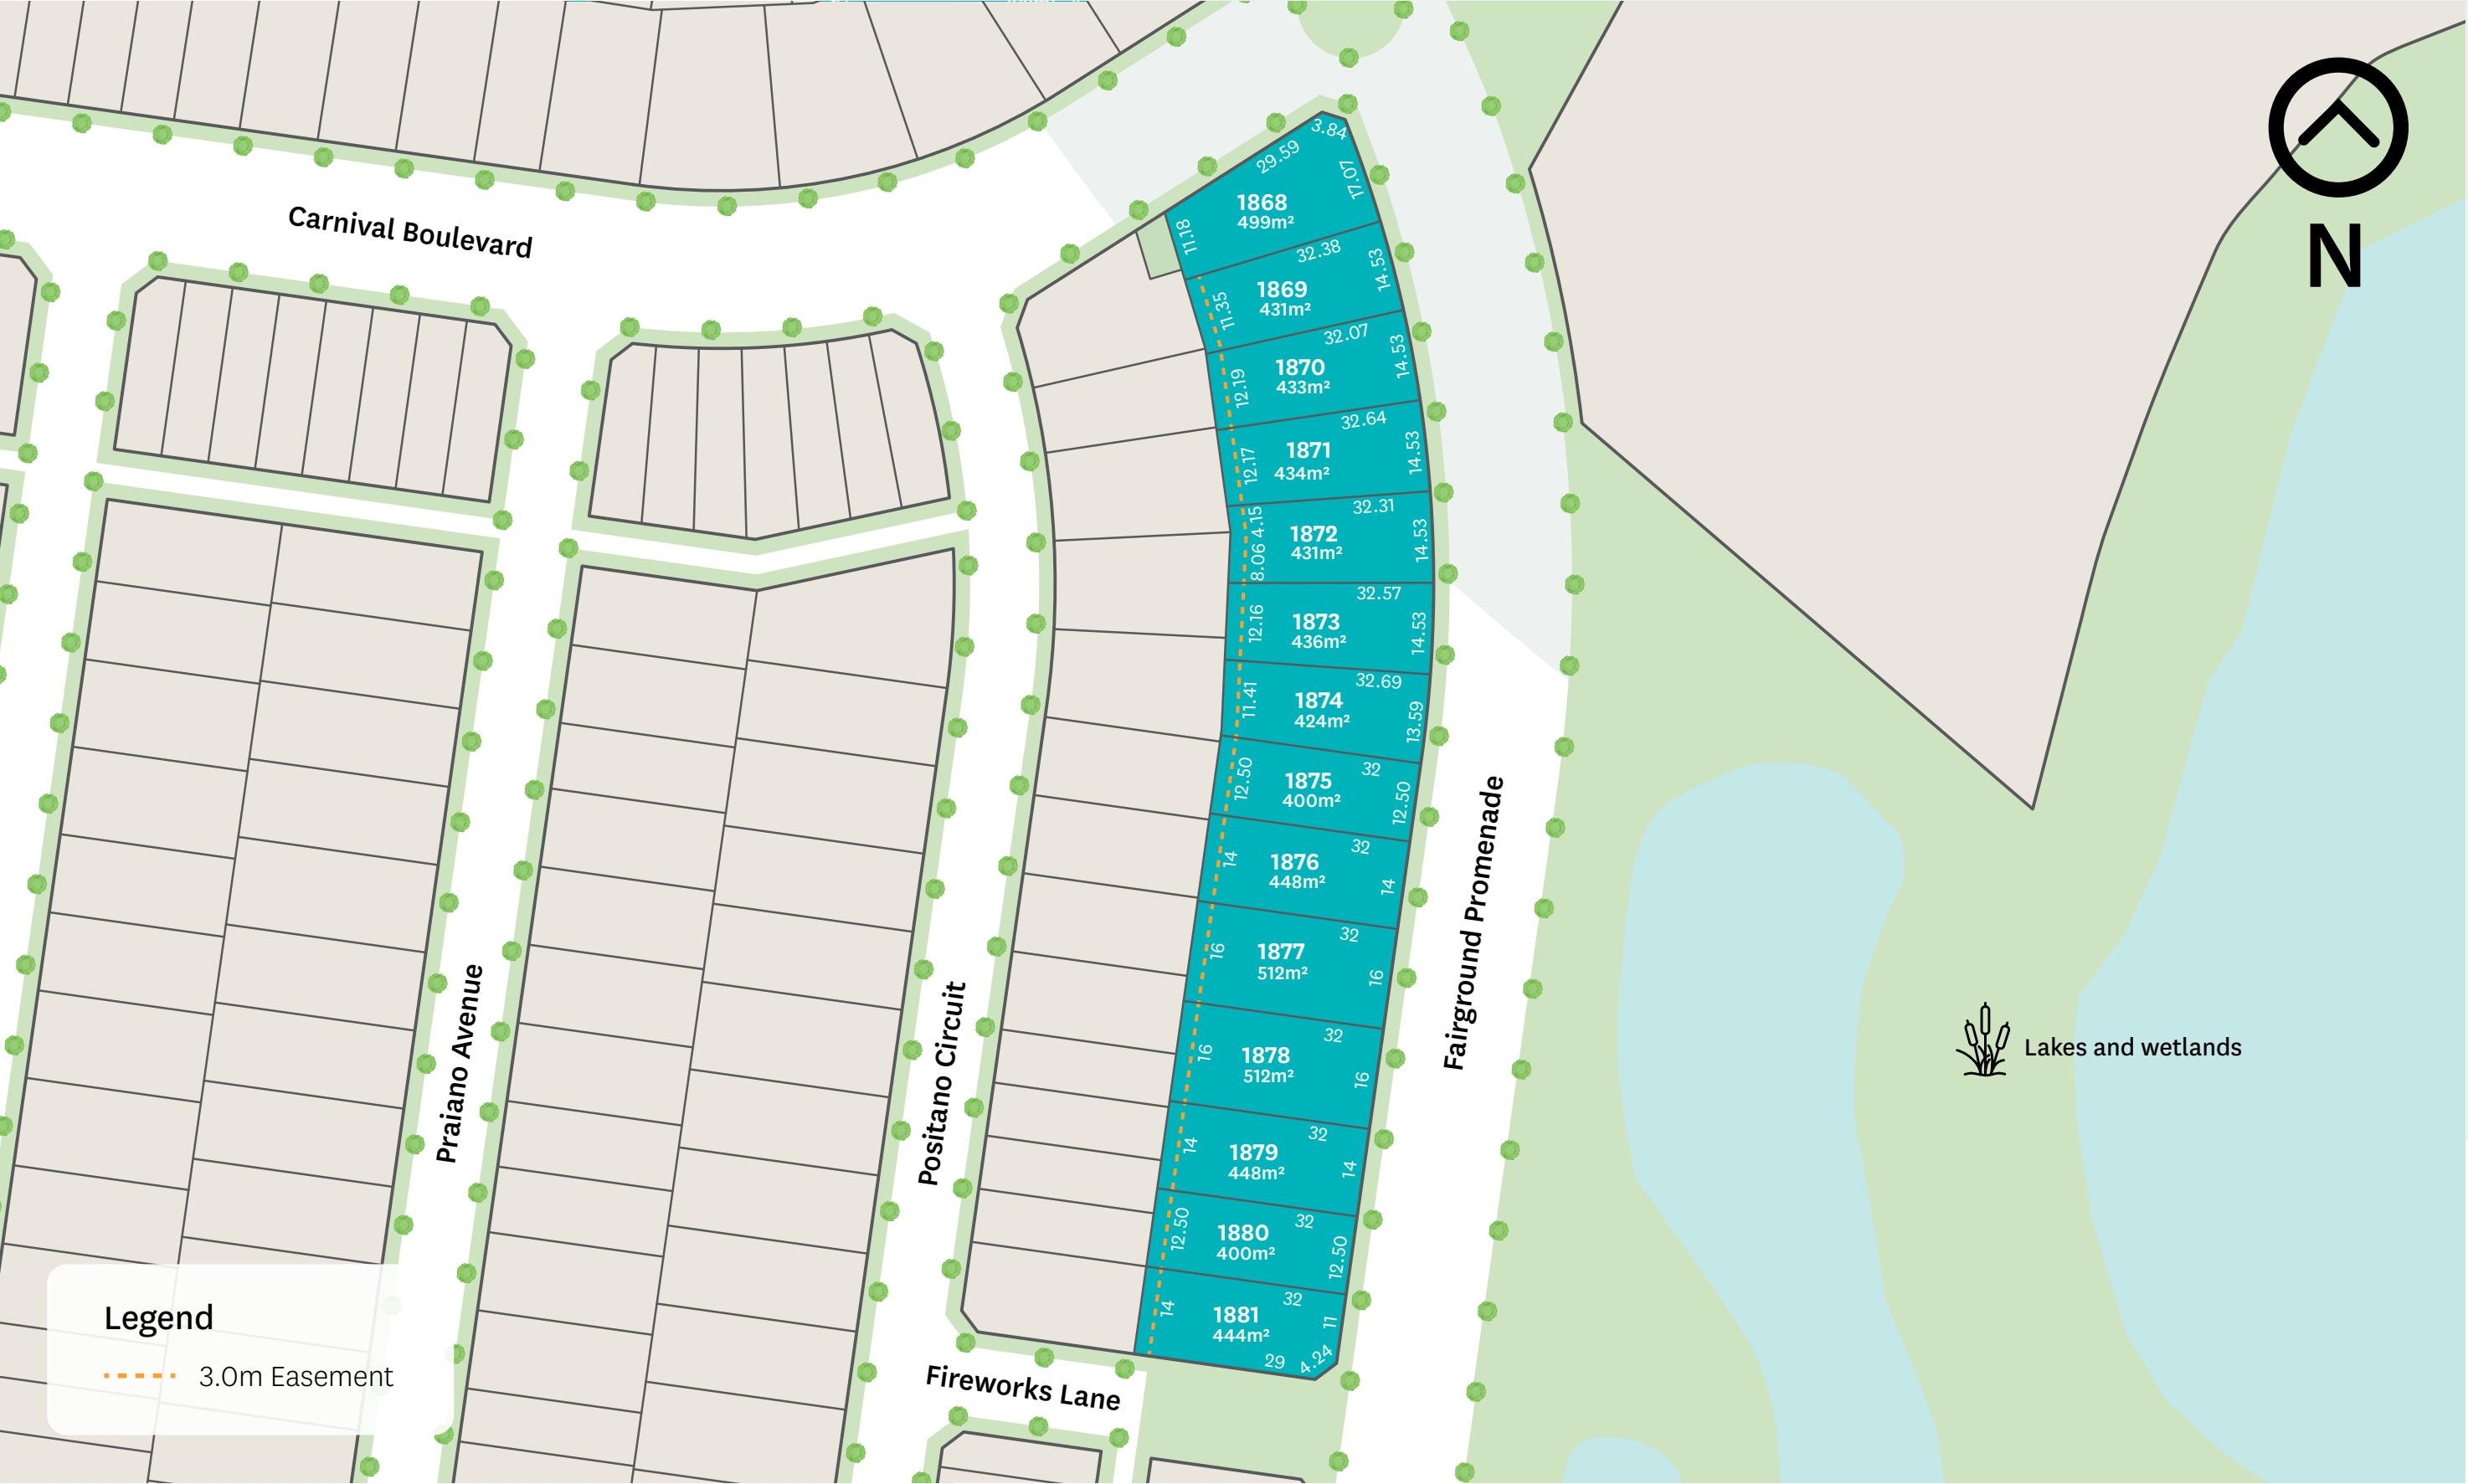 Carnival Boulevard
N
3.84
29.59
17.07
1868
499m²
11.18
32.38
14.53
1869
431m²
11.35
32.07
14.53
1870
433m²
12.19
32.64
14.53
1871
434m²
12.17
32.31
4.15
14.53
1872
431m²
8.06
32.57
12.16
1873
436m²
14.53
32.69
11.41
1874
424m²
13.59
32
12.50
1875
400m²
12.50
32
14
1876
448m²
14
32
16
1877
512m²
16
32
16
1878
512m²
16
32
14
1879
448m²
14
32
12.50
1880
400m²
12.50
32
14
1881
444m²
11
29
4.24
Fairground Promenade
Praiano Avenue
Positano Circuit
Lakes and wetlands
Fireworks Lane
Legend
3.0m Easement